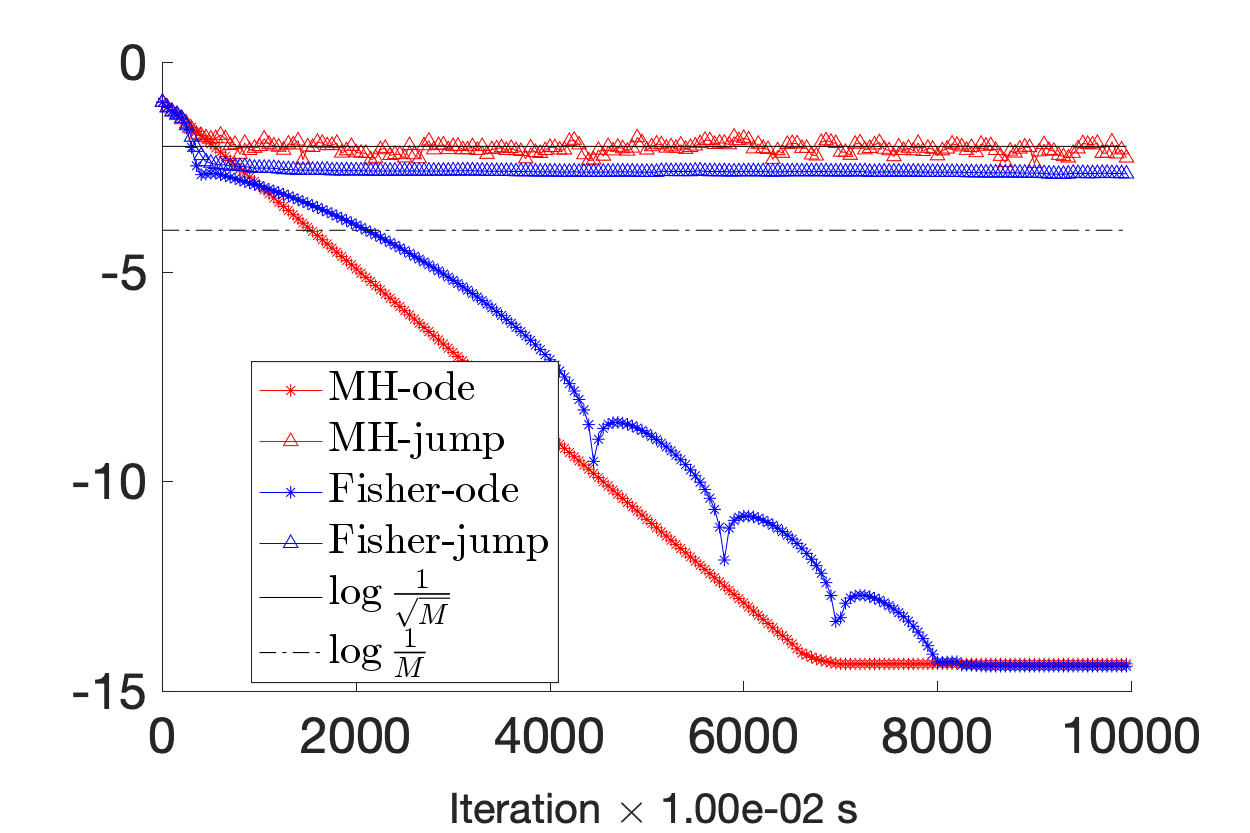 0
-5
-10
-15
MH-ode
MH-jump
Fisher-ode
Fisher-jump
log 1/√M
log 1/M
0 2000 4000 6000 8000 10000
Iteration × 1.00e-02 s